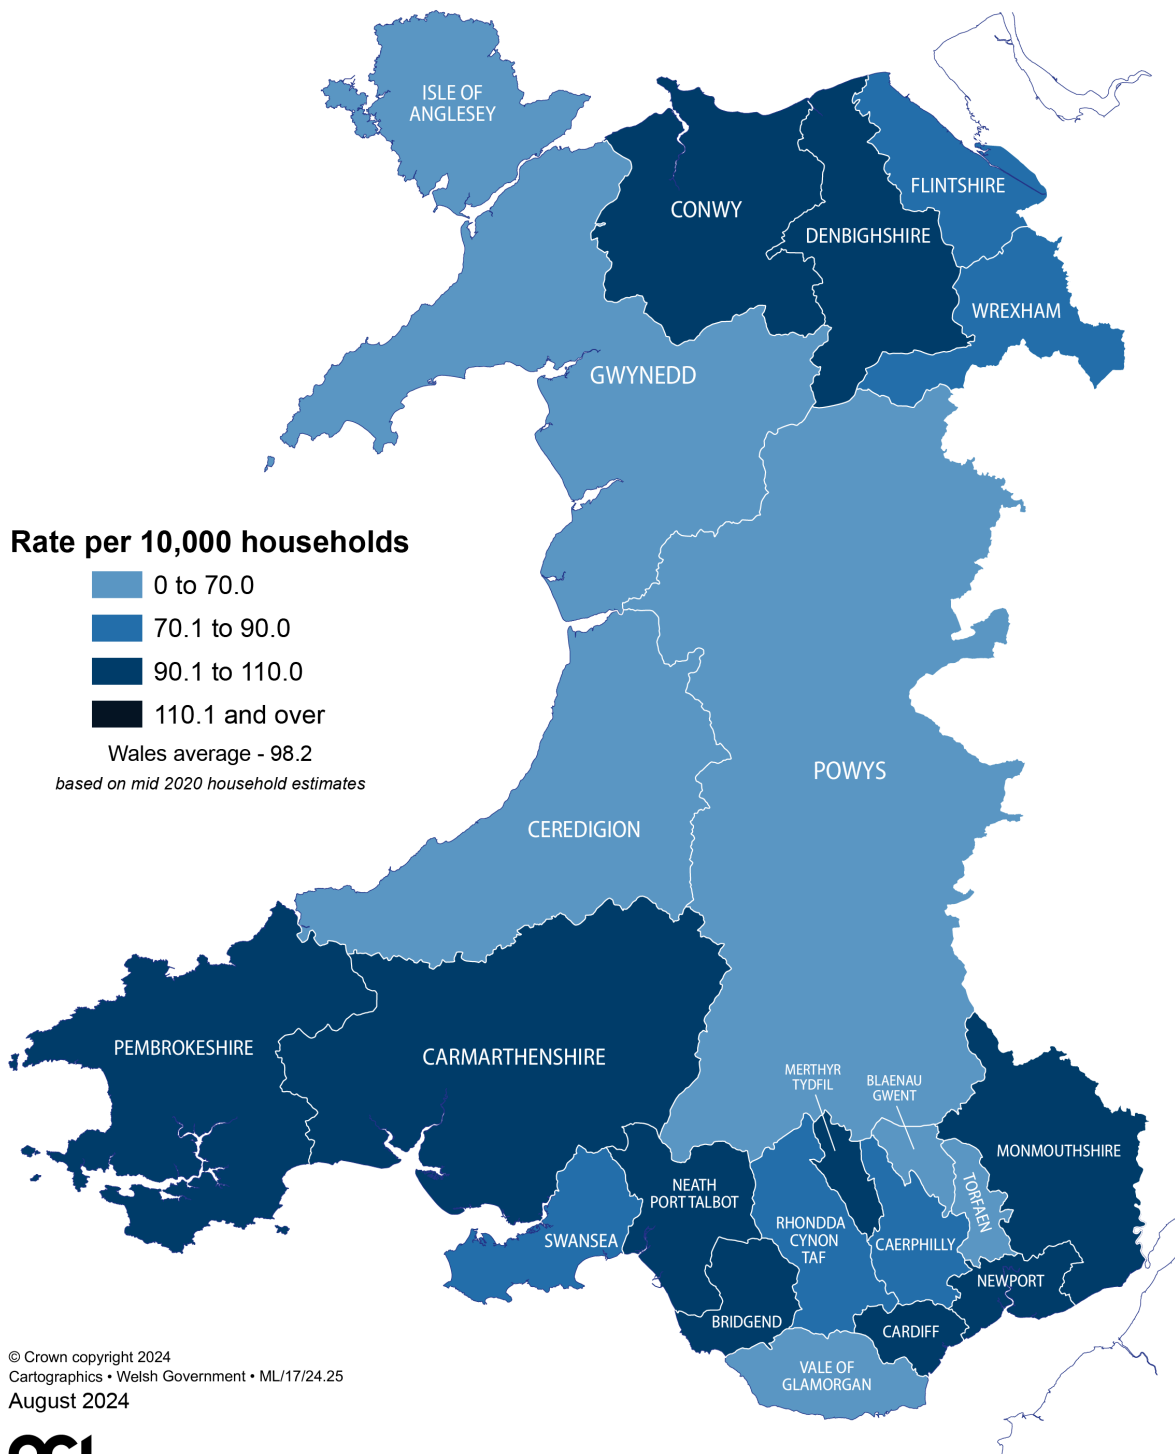 ISLE OF
ANGLESEY
CONWY
FLINTSHIRE
DENBIGHSHIRE
WREXHAM
GWYNEDD
Rate per 10,000 households
0 to 70.0
70.1 to 90.0
90.1 to 110.0
110.1 and over
Wales average - 98.2
based on mid 2020 household estimates
POWYS
CEREDIGION
PEMBROKESHIRE
CARMARTHENSHIRE
MERTHYR
TYDFIL
BLAENAU
GWENT
MONMOUTHSHIRE
NEATH
PORT TALBOT
TORFAEN
SWANSEA
RHONDDA
CYNON
TAF
CAERPHILLY
NEWPORT
BRIDGEND
CARDIFF
VALE OF
GLAMORGAN
© Crown copyright 2024
Cartographics • Welsh Government • ML/17/24.25
August 2024